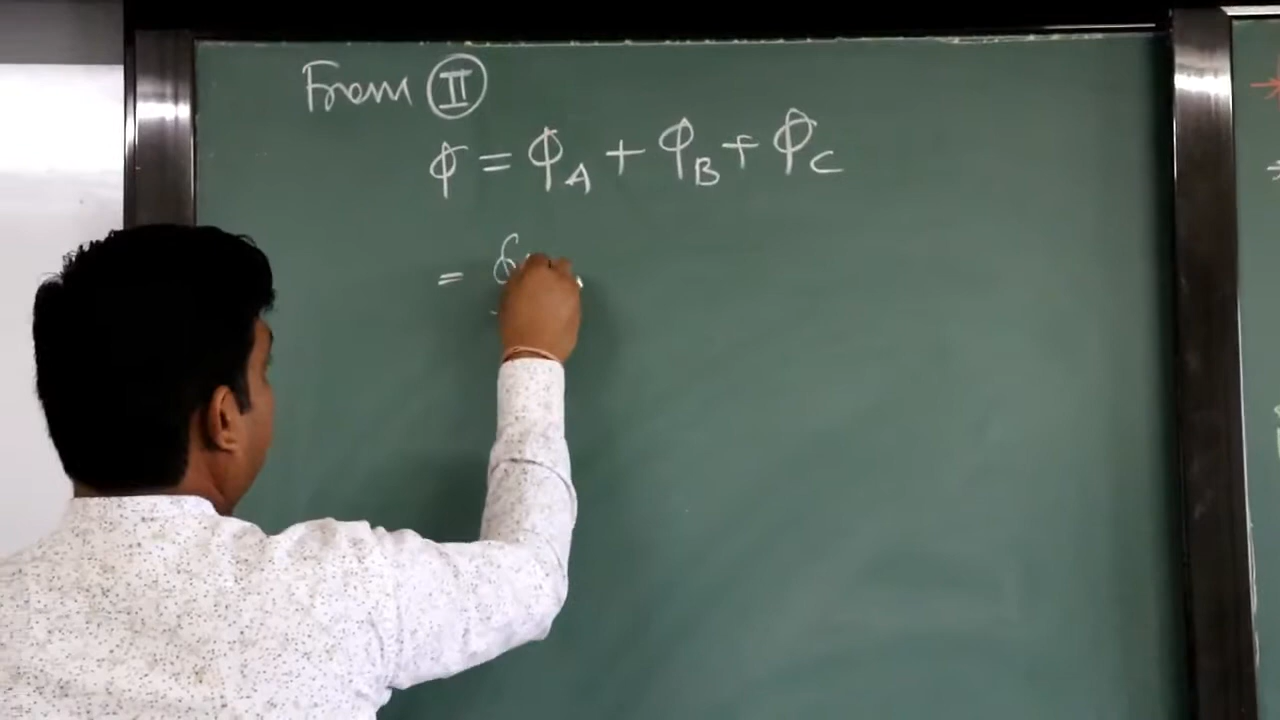 From II
ϕ = ϕA + ϕB + ϕC
=